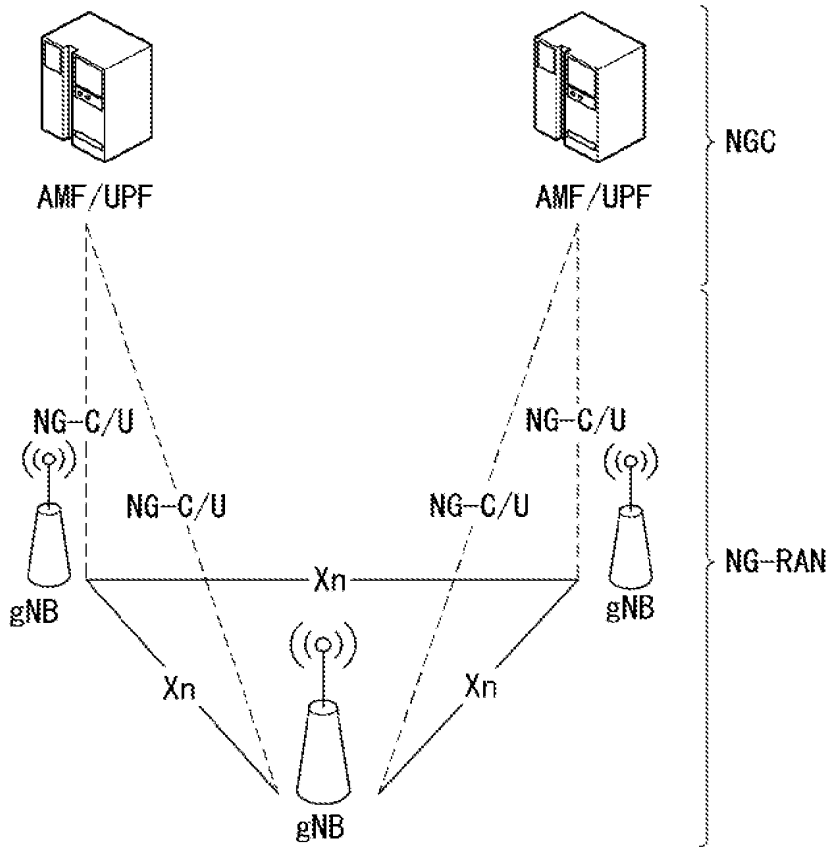 NGC
AMF/UPF
AMF/UPF
NG-C/U
NG-C/U
NG-C/U
NG-C/U
NG-RAN
Xn
gNB
gNB
Xn
Xn
gNB